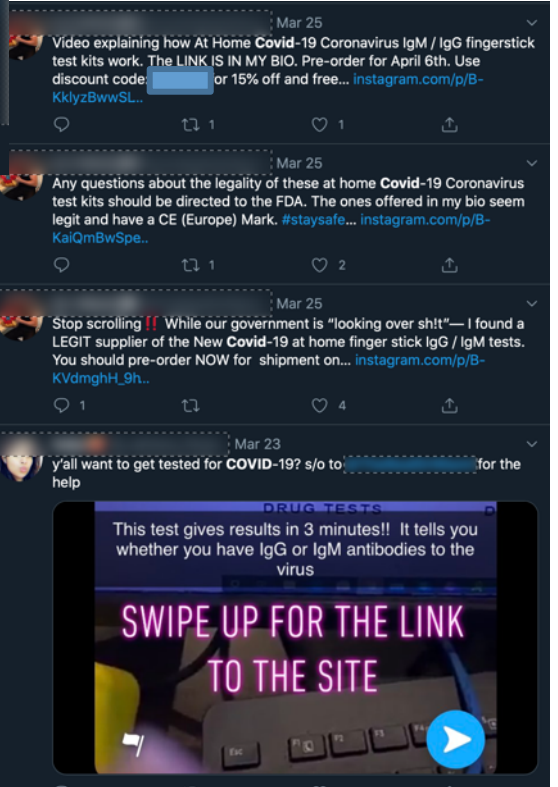 Mar 25
Video explaining how At Home Covid-19 Coronavirus IgM / IgG fingerstick
test kits work. The LINK IS IN MY BIO. Pre-order for April 6th. Use
discount code: or 15% off and free... instagram.com/p/B-
KklyzBwwSL..
1
1
Mar 25
Any questions about the legality of these at home Covid-19 Coronavirus
test kits should be directed to the FDA. The ones offered in my bio seem
legit and have a CE (Europe) Mark. #staysafe... instagram.com/p/B-
KaiQmBwSpe..
1
2
Mar 25
Stop scrolling‼️ While our government is “looking over sh!t”— I found a
LEGIT supplier of the New Covid-19 at home finger stick IgG / IgM tests.
You should pre-order NOW for shipment on... instagram.com/p/B-
KVdmghH_9h...
1
4
Mar 23
y'all want to get tested for COVID-19? s/o to for the
help
DRUG TESTS
This test gives results in 3 minutes!! It tells you
whether you have IgG or IgM antibodies to the
virus
SWIPE UP FOR THE LINK
TO THE SITE
Esc
F1
F2
F3
F4